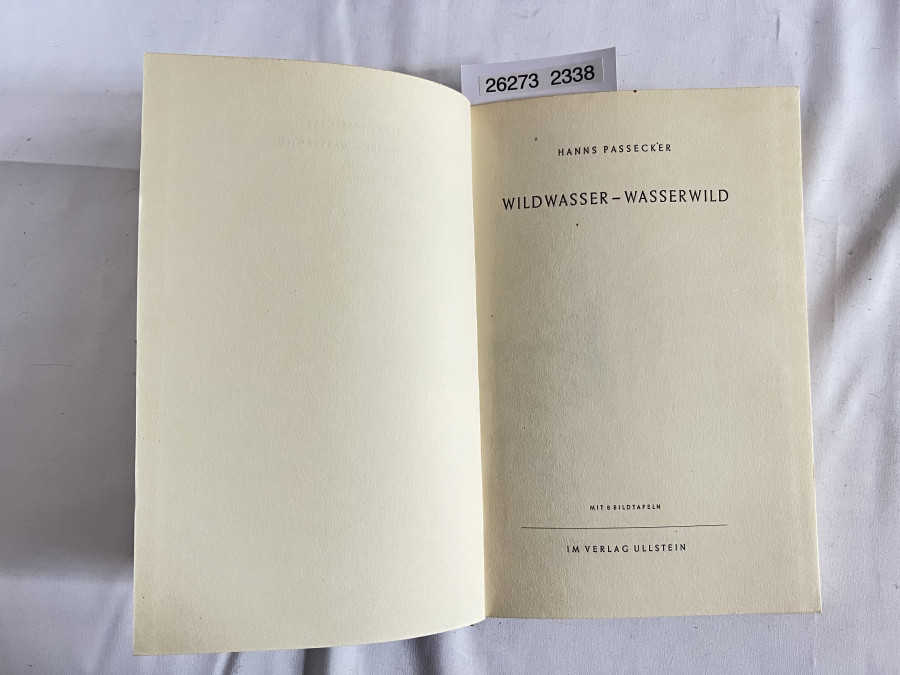 26273 2338
HANNS PASSECKER
WILDWASSER – WASSERWILD
MIT 8 BILDTAFELN
IM VERLAG ULLSTEIN